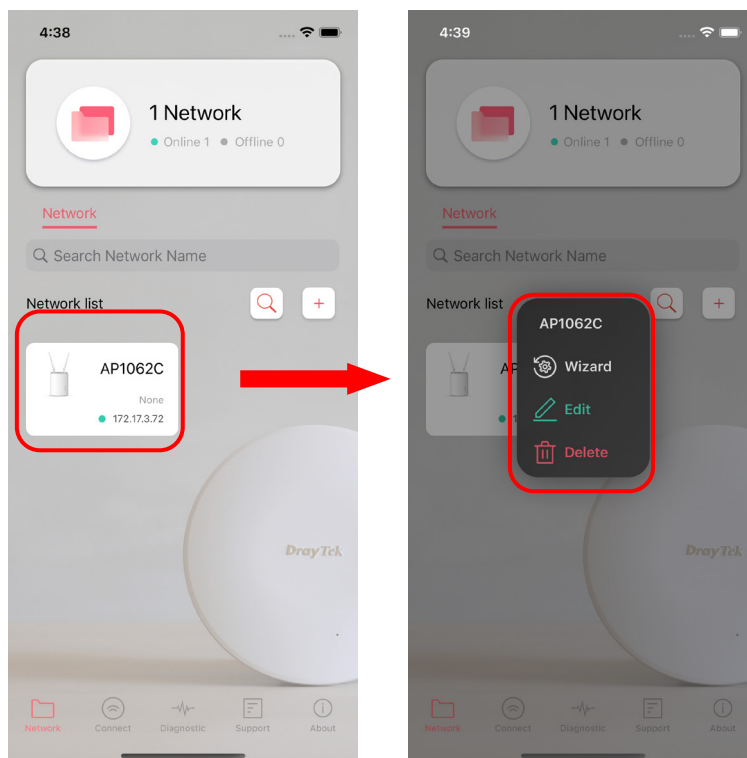 4:38
1 Network
Online 1 Offline 0
Network
Search Network Name
Network list
+
AP1062C
None
172.17.3.72
DrayTek
Network Connect Diagnostic Support About
4:39
1 Network
Online 1 Offline 0
Network
Search Network Name
Network list
+
AP1062C
AP
Wizard
Edit
1
Delete
DrayTek
Network Connect Diagnostic Support About